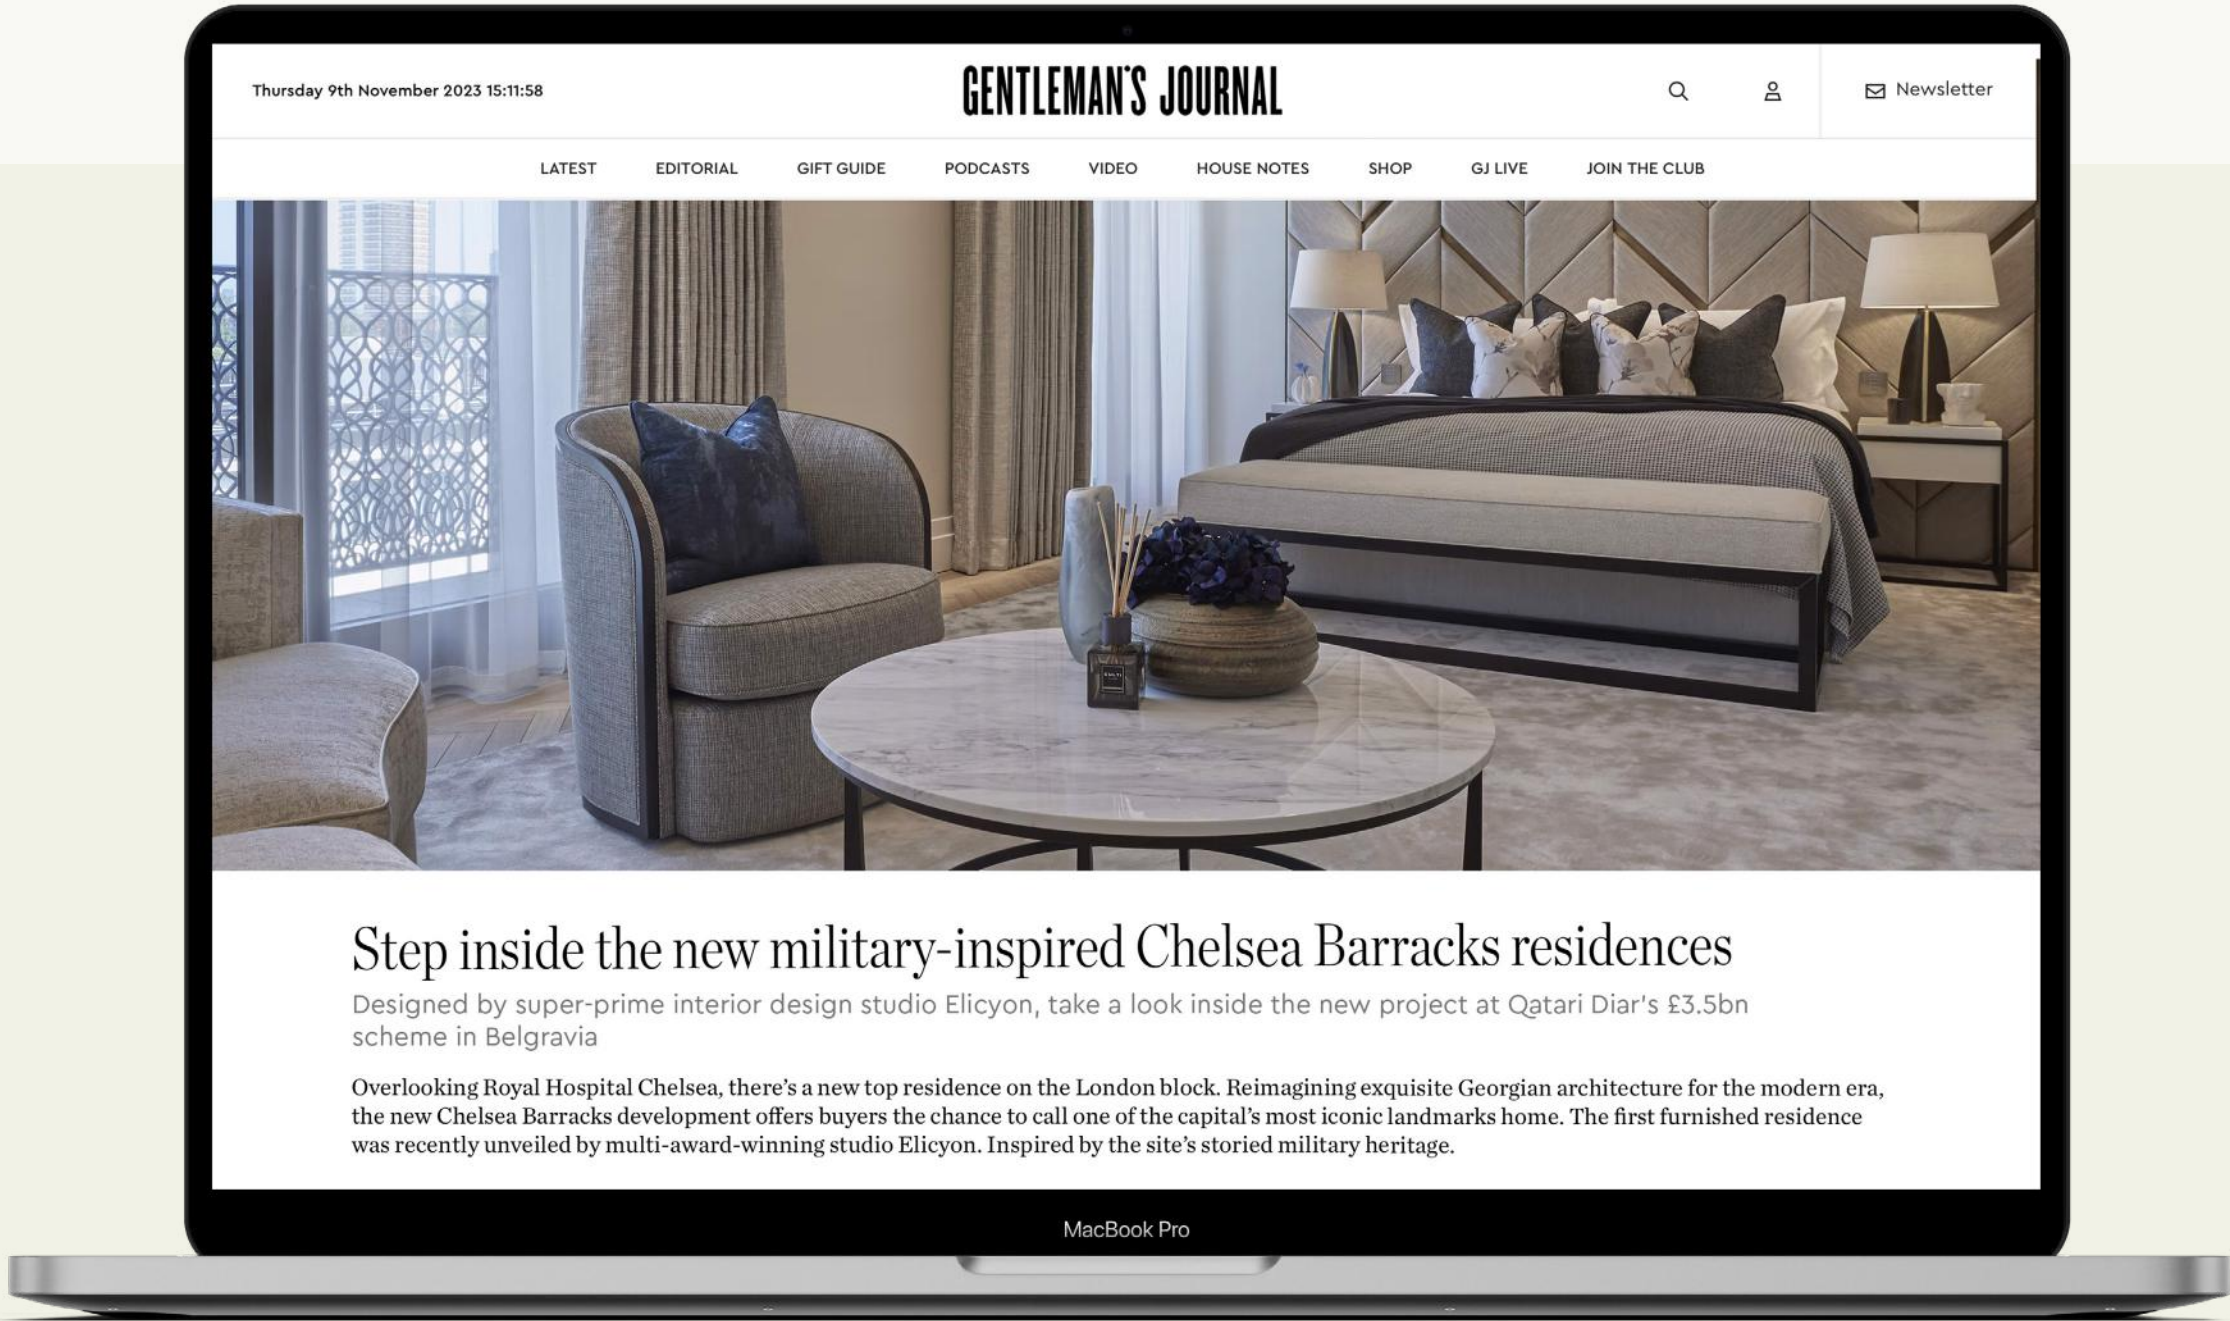 Thursday 9th November 2023 15:11:58
GENTLEMAN'S JOURNAL
Newsletter
LATEST EDITORIAL GIFT GUIDE PODCASTS VIDEO HOUSE NOTES SHOP GJ LIVE JOIN THE CLUB
Step inside the new military-inspired Chelsea Barracks residences
Designed by super-prime interior design studio Elicyon, take a look inside the new project at Qatari Diar's £3.5bn
scheme in Belgravia
Overlooking Royal Hospital Chelsea, there's a new top residence on the London block. Reimagining exquisite Georgian architecture for the modern era,
the new Chelsea Barracks development offers buyers the chance to call one of the capital's most iconic landmarks home. The first furnished residence
was recently unveiled by multi-award-winning studio Elicyon. Inspired by the site's storied military heritage.
MacBook Pro